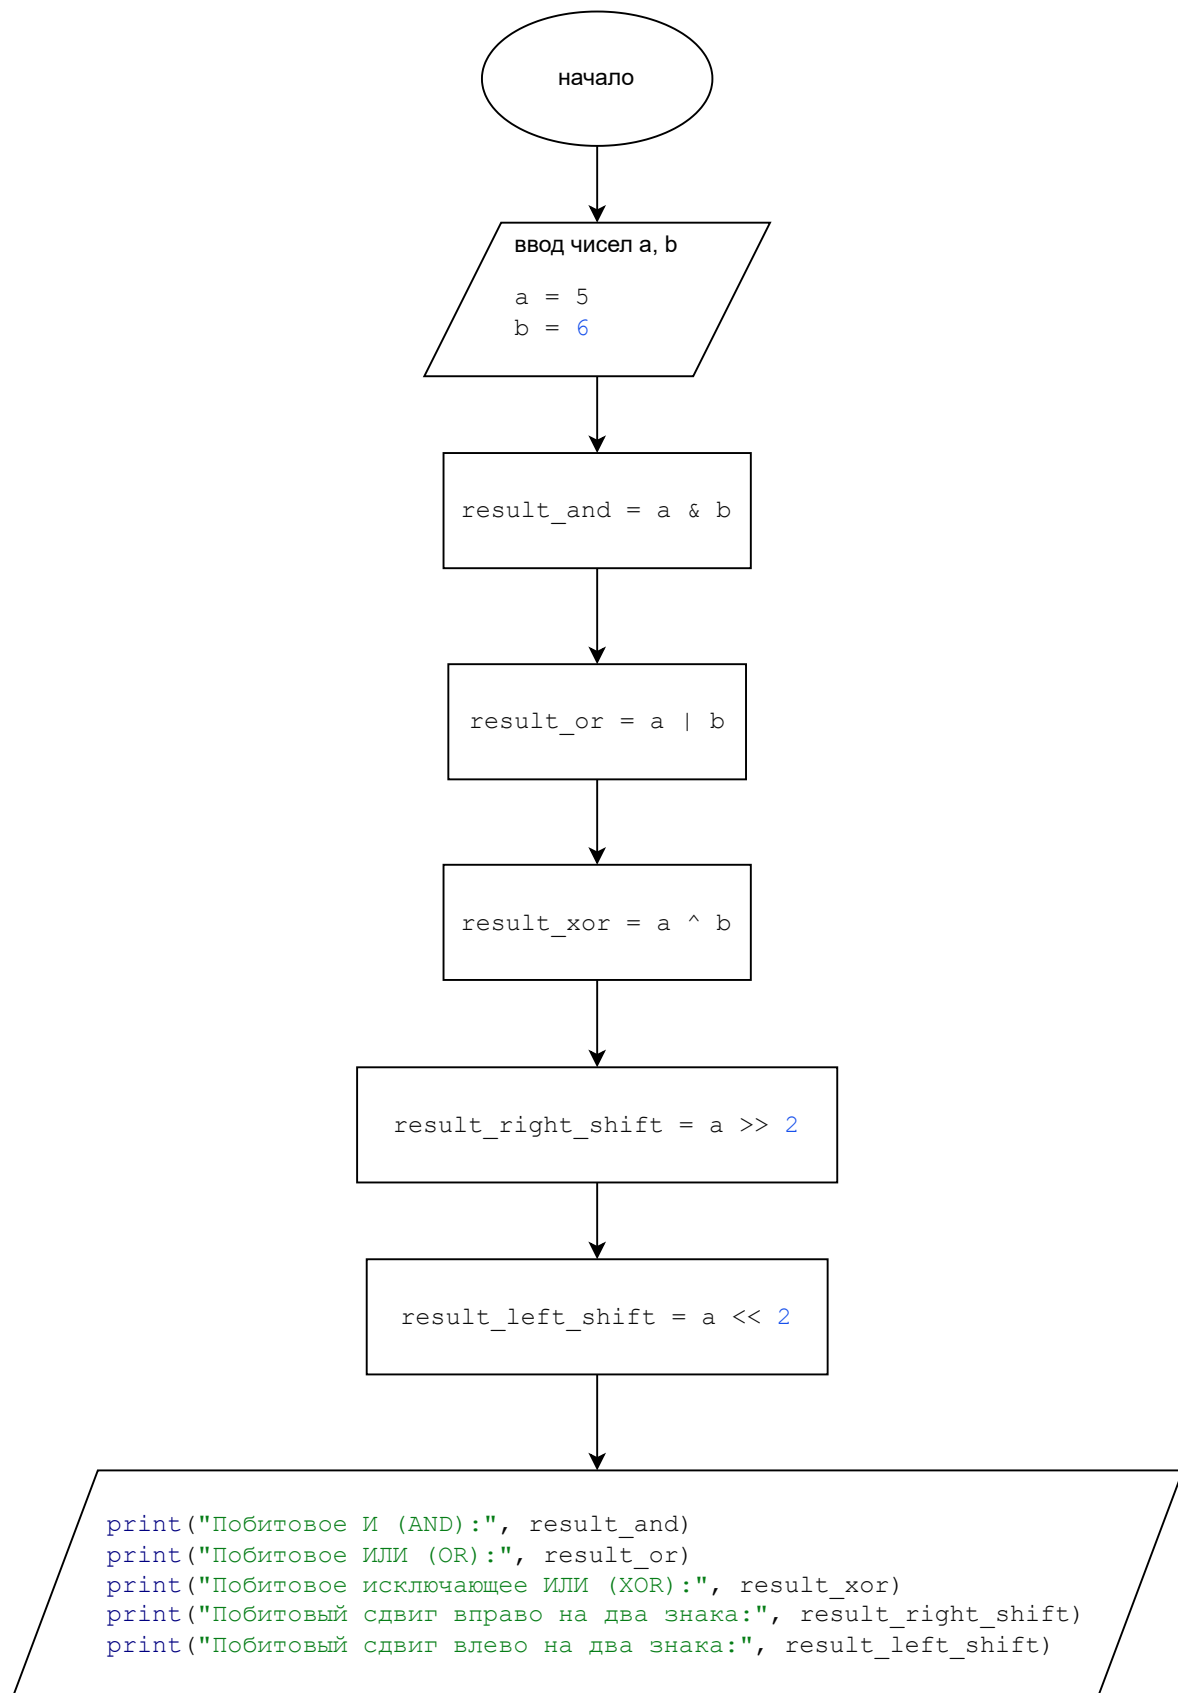 начало
ввод чисел a, b
a = 5
b = 6
result_and = a & b
result_or = a | b
result_xor = a ^ b
result_right_shift = a >> 2
result_left_shift = a << 2
print("Побитовое И (AND):", result_and)
print("Побитовое ИЛИ (OR):", result_or)
print("Побитовое исключающее ИЛИ (XOR):", result_xor)
print("Побитовый сдвиг вправо на два знака:", result_right_shift)
print("Побитовый сдвиг влево на два знака:", result_left_shift)